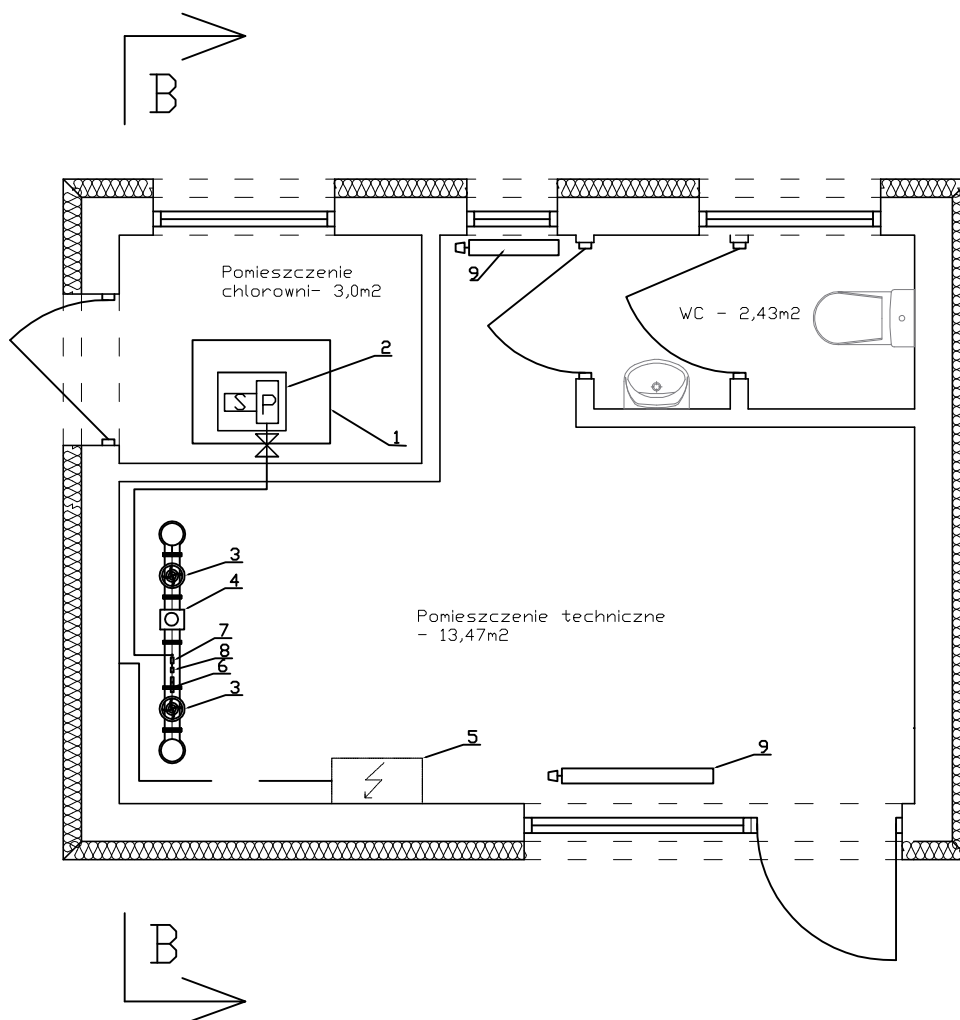 B
Pomieszczenie
chlorowni- 3,0m2
9
WC - 2,43m2
2
S P
1
3
4
Pomieszczenie techniczne
- 13,47m2
7
8
6
3
5
9
B